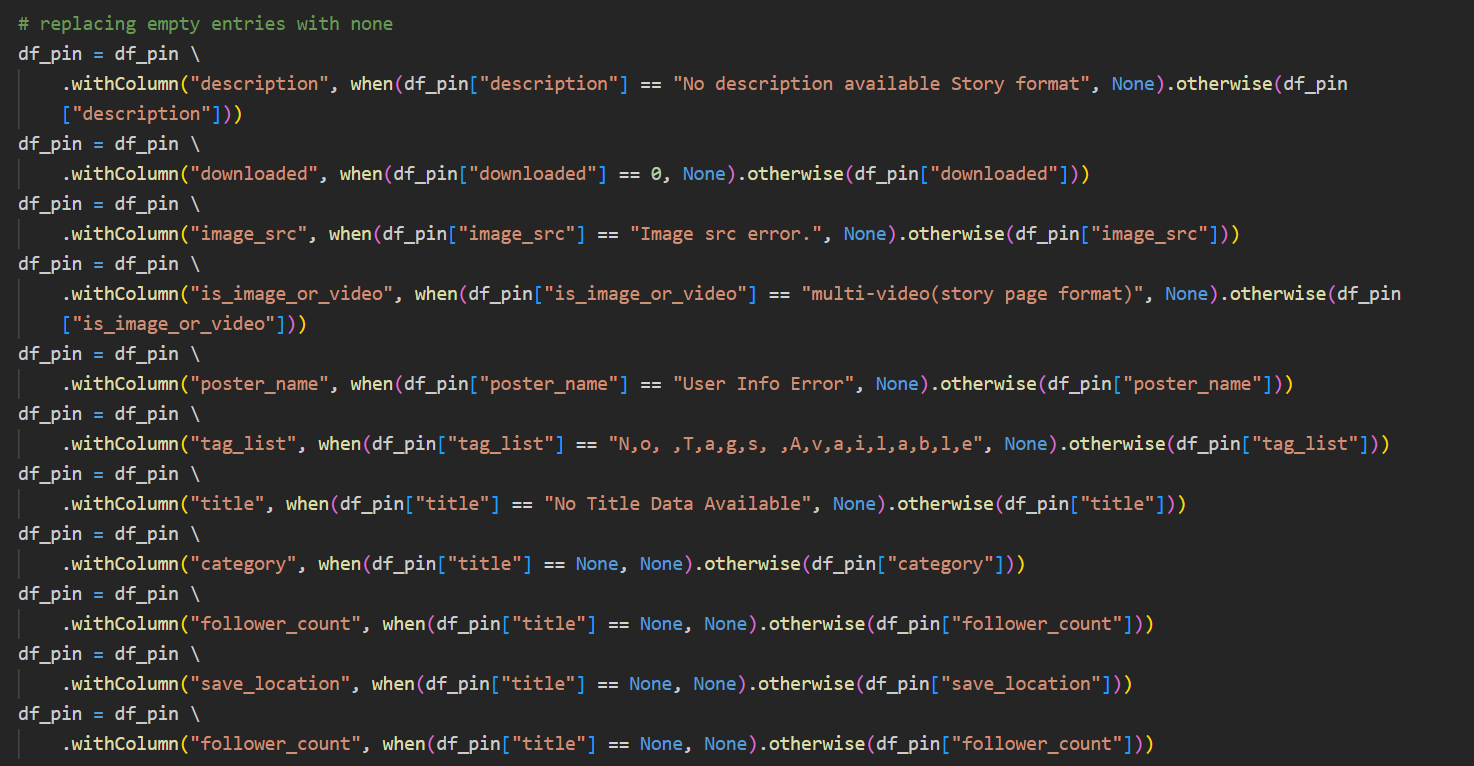 # replacing empty entries with none
df_pin = df_pin \
.withColumn("description", when(df_pin["description"] == "No description available Story format", None).otherwise(df_pin
["description"]))
df_pin = df_pin \
.withColumn("downloaded", when(df_pin["downloaded"] == 0, None).otherwise(df_pin["downloaded"]))
df_pin = df_pin \
.withColumn("image_src", when(df_pin["image_src"] == "Image src error.", None).otherwise(df_pin["image_src"]))
df_pin = df_pin \
.withColumn("is_image_or_video", when(df_pin["is_image_or_video"] == "multi-video(story page format)", None).otherwise(df_pin
["is_image_or_video"]))
df_pin = df_pin \
.withColumn("poster_name", when(df_pin["poster_name"] == "User Info Error", None).otherwise(df_pin["poster_name"]))
df_pin = df_pin \
.withColumn("tag_list", when(df_pin["tag_list"] == "N,o, ,T,a,g,s, ,A,v,a,i,l,a,b,l,e", None).otherwise(df_pin["tag_list"]))
df_pin = df_pin \
.withColumn("title", when(df_pin["title"] == "No Title Data Available", None).otherwise(df_pin["title"]))
df_pin = df_pin \
.withColumn("category", when(df_pin["title"] == None, None).otherwise(df_pin["category"]))
df_pin = df_pin \
.withColumn("follower_count", when(df_pin["title"] == None, None).otherwise(df_pin["follower_count"]))
df_pin = df_pin \
.withColumn("save_location", when(df_pin["title"] == None, None).otherwise(df_pin["save_location"]))
df_pin = df_pin \
.withColumn("follower_count", when(df_pin["title"] == None, None).otherwise(df_pin["follower_count"]))